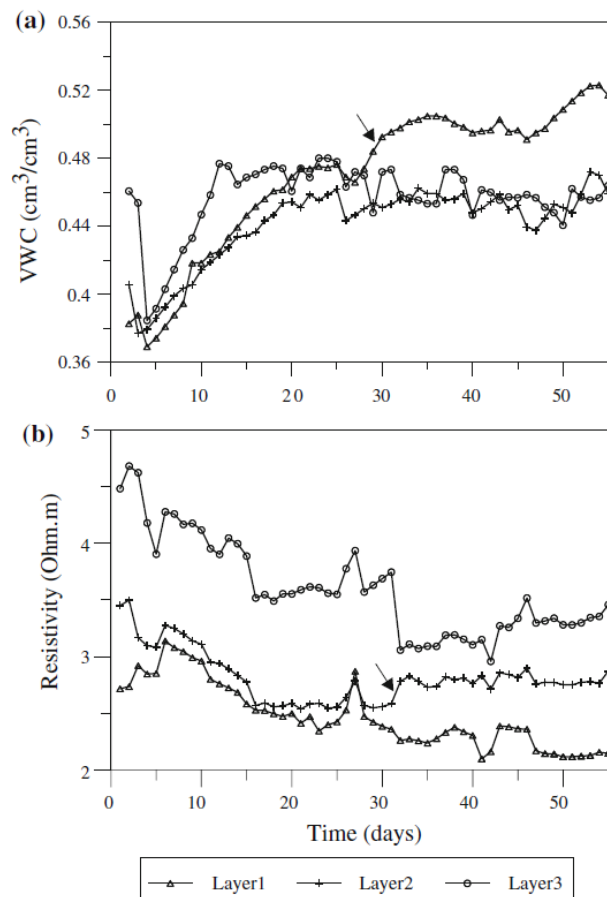 (a)
0.56
0.52
0.48
0.44
0.4
0.36
VWC (cm³/cm³)
0 10 20 30 40 50
(b)
5
4
3
2
Resistivity (Ohm.m)
0 10 20 30 40 50
Time (days)
Layer1 Layer2 Layer3